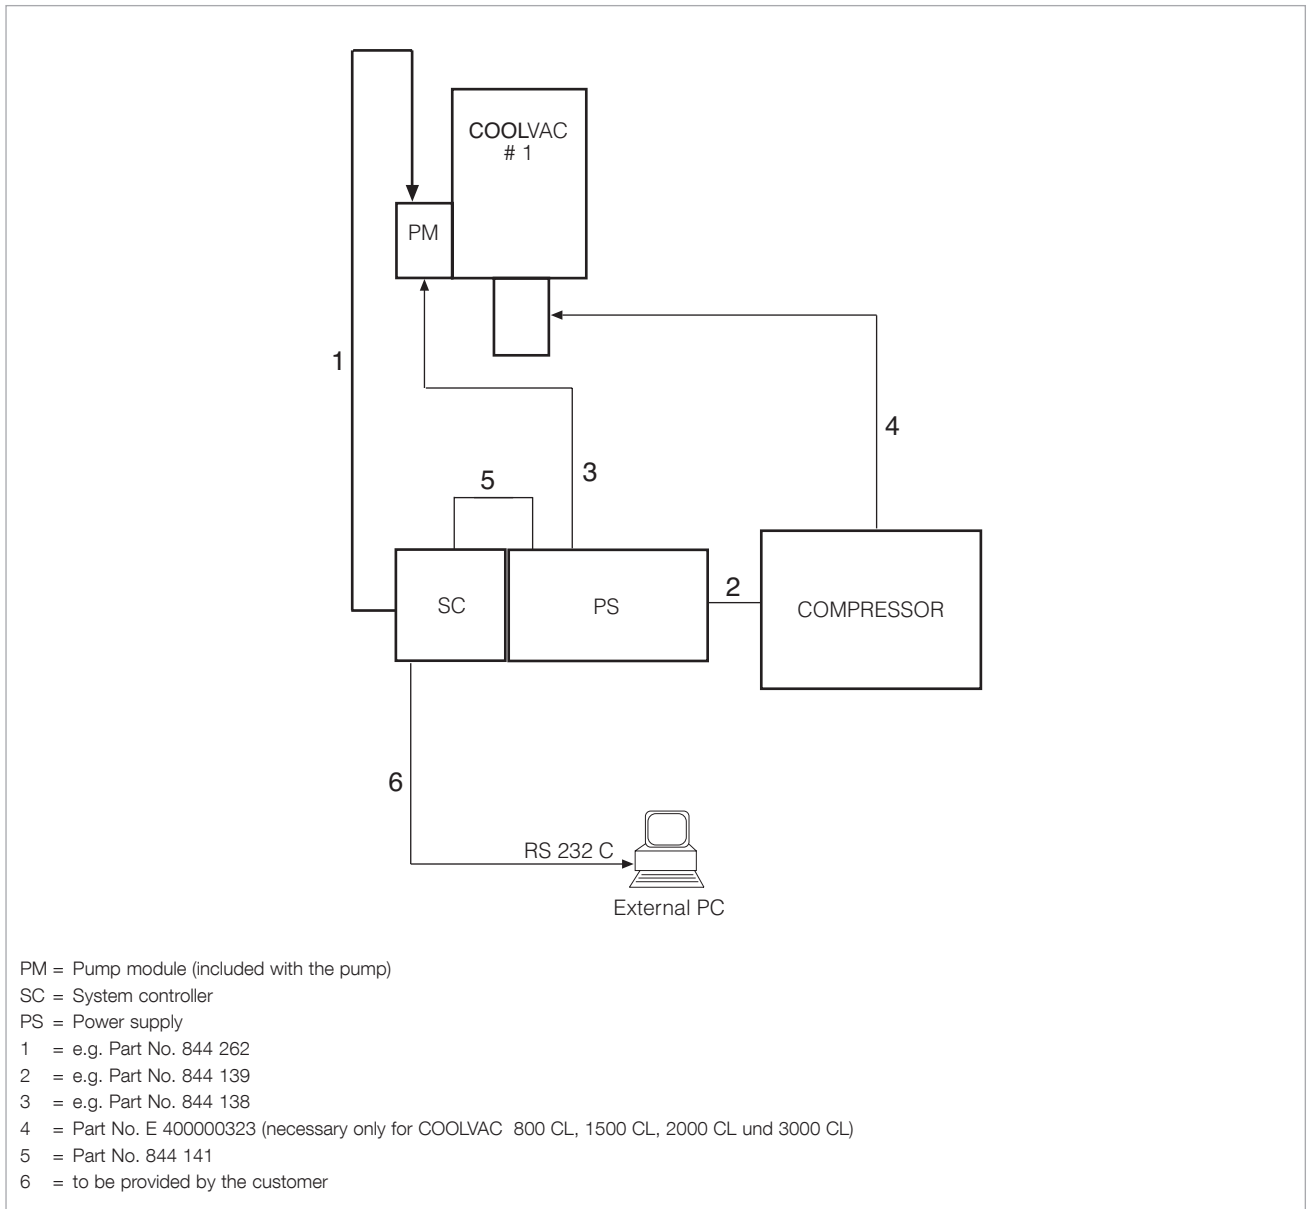 COOLVAC
# 1
PM
1
4
3
5
SC
PS
2
COMPRESSOR
6
RS 232 C
External PC
PM = Pump module (included with the pump)
SC = System controller
PS = Power supply
1 = e.g. Part No. 844 262
2 = e.g. Part No. 844 139
3 = e.g. Part No. 844 138
4 = Part No. E 400000323 (necessary only for COOLVAC 800 CL, 1500 CL, 2000 CL und 3000 CL)
5 = Part No. 844 141
6 = to be provided by the customer